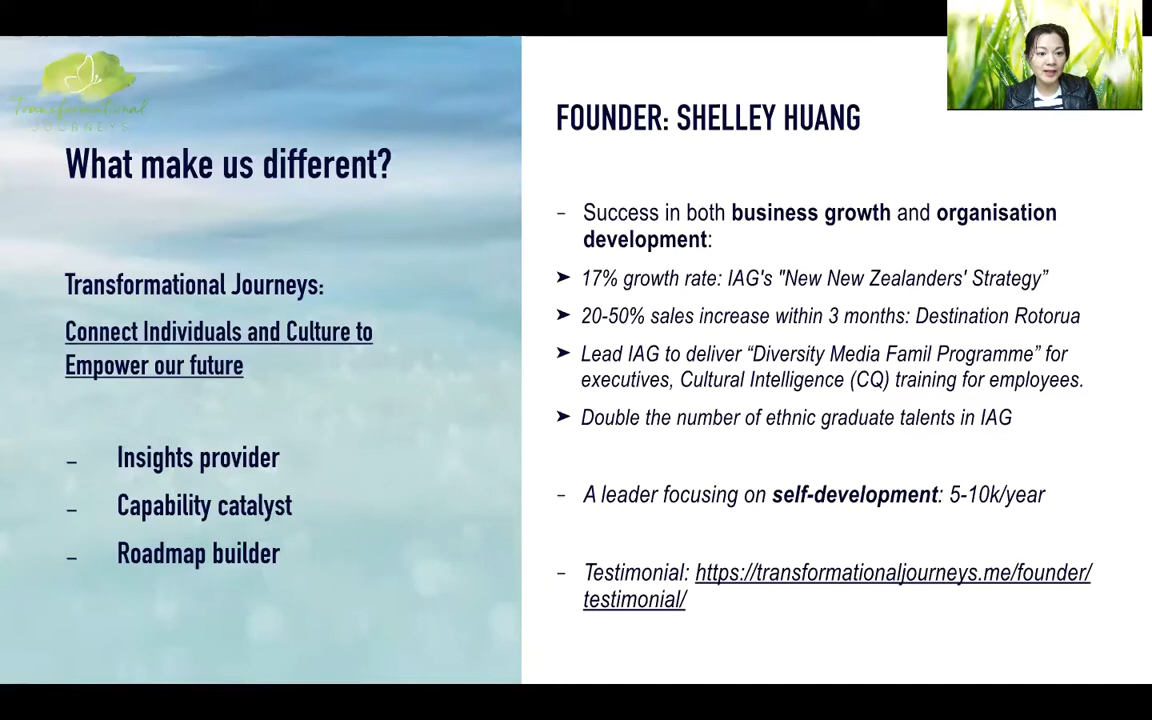 Transformational
JOURNEYS
What make us different?
Transformational Journeys:
Connect Individuals and Culture to
Empower our future
– Insights provider
– Capability catalyst
– Roadmap builder
FOUNDER: SHELLEY HUANG
– Success in both business growth and organisation
development:
➤ 17% growth rate: IAG's "New New Zealanders' Strategy”
➤ 20-50% sales increase within 3 months: Destination Rotorua
➤ Lead IAG to deliver “Diversity Media Famil Programme” for
executives, Cultural Intelligence (CQ) training for employees.
➤ Double the number of ethnic graduate talents in IAG
– A leader focusing on self-development: 5-10k/year
– Testimonial: https://transformationaljourneys.me/founder/
testimonial/